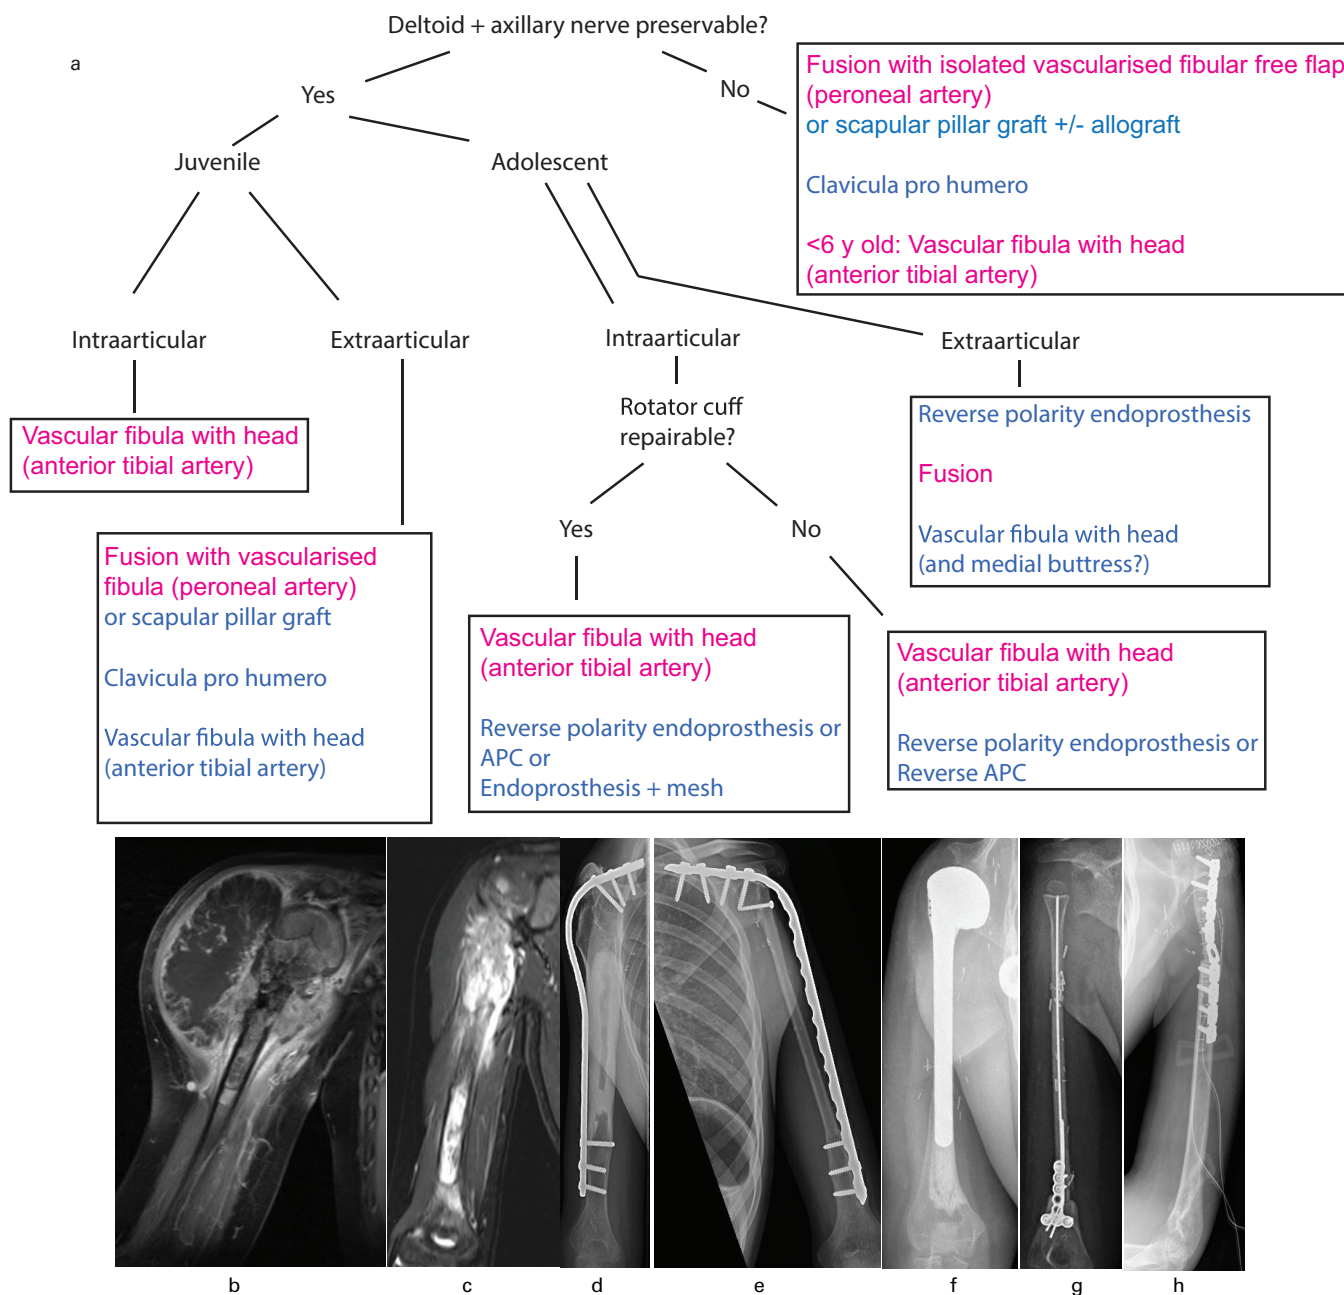 Deltoid + axillary nerve preservable?
a
Yes
No
Fusion with isolated vascularised fibular free flap
(peroneal artery)
or scapular pillar graft +/- allograft
Clavicula pro humero
<6 y old: Vascular fibula with head
(anterior tibial artery)
Juvenile
Adolescent
Intraarticular
Extraarticular
Intraarticular
Extraarticular
Vascular fibula with head
(anterior tibial artery)
Rotator cuff
repairable?
Reverse polarity endoprosthesis
Fusion
Vascular fibula with head
(and medial buttress?)
Yes
No
Fusion with vascularised
fibula (peroneal artery)
or scapular pillar graft
Clavicula pro humero
Vascular fibula with head
(anterior tibial artery)
Vascular fibula with head
(anterior tibial artery)
Reverse polarity endoprosthesis or
APC or
Endoprosthesis + mesh
Vascular fibula with head
(anterior tibial artery)
Reverse polarity endoprosthesis or
Reverse APC
b
c
d
e
f
g
h